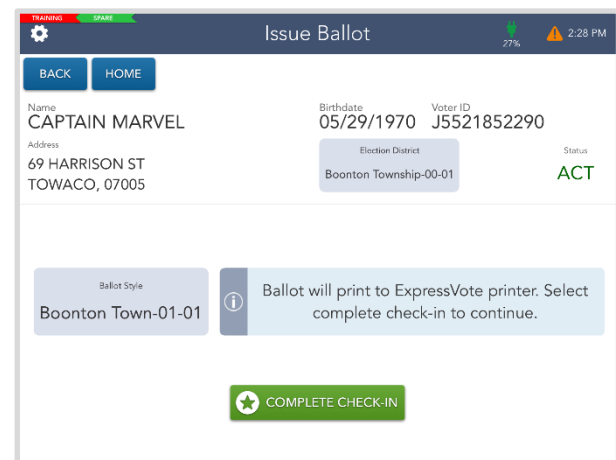 TRAINING SPARE
Issue Ballot
27%
2:28 PM
BACK HOME
Name
CAPTAIN MARVEL
Birthdate
05/29/1970
Voter ID
J5521852290
Address
69 HARRISON ST
TOWACO, 07005
Election District
Boonton Township-00-01
Status
ACT
Ballot Style
Boonton Town-01-01
Ballot will print to ExpressVote printer. Select
complete check-in to continue.
COMPLETE CHECK-IN